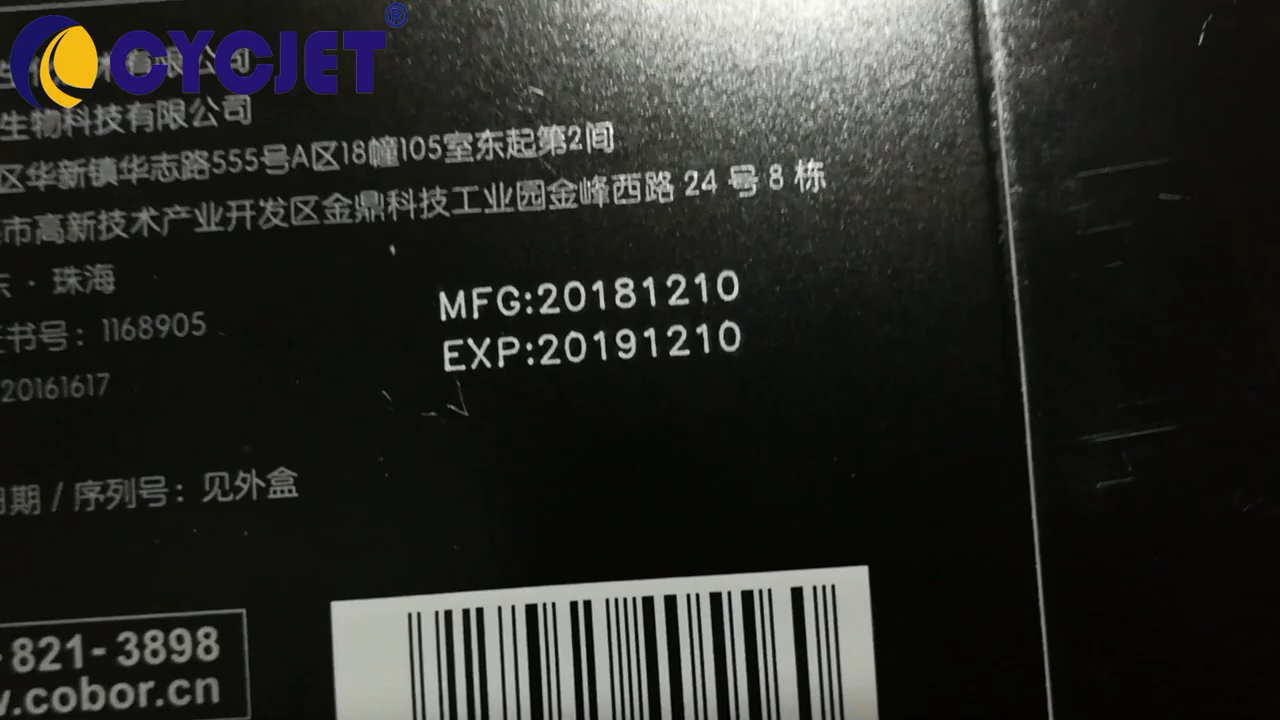 CYCJET®
生物科技有限公司
区华新镇华志路555号A区18幢105室东起第2间
市高新技术产业开发区金鼎科技工业园金峰西路 24 号 8 栋
· 珠海
书号：1168905
20161617
MFG:20181210
EXP:20191210
日期 / 序列号：见外盒
821-3898
.cobor.cn